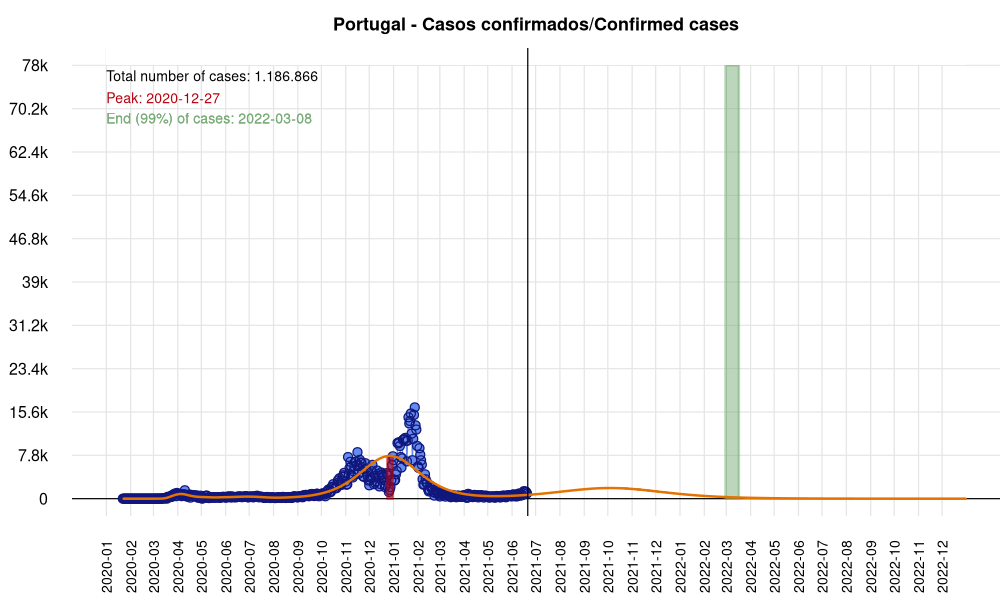 Portugal - Casos confirmados/Confirmed cases
Total number of cases: 1.186.866
Peak: 2020-12-27
End (99%) of cases: 2022-03-08
78k
70.2k
62.4k
54.6k
46.8k
39k
31.2k
23.4k
15.6k
7.8k
0
2020-01
2020-02
2020-03
2020-04
2020-05
2020-06
2020-07
2020-08
2020-09
2020-10
2020-11
2020-12
2021-01
2021-02
2021-03
2021-04
2021-05
2021-06
2021-07
2021-08
2021-09
2021-10
2021-11
2021-12
2022-01
2022-02
2022-03
2022-04
2022-05
2022-06
2022-07
2022-08
2022-09
2022-10
2022-11
2022-12